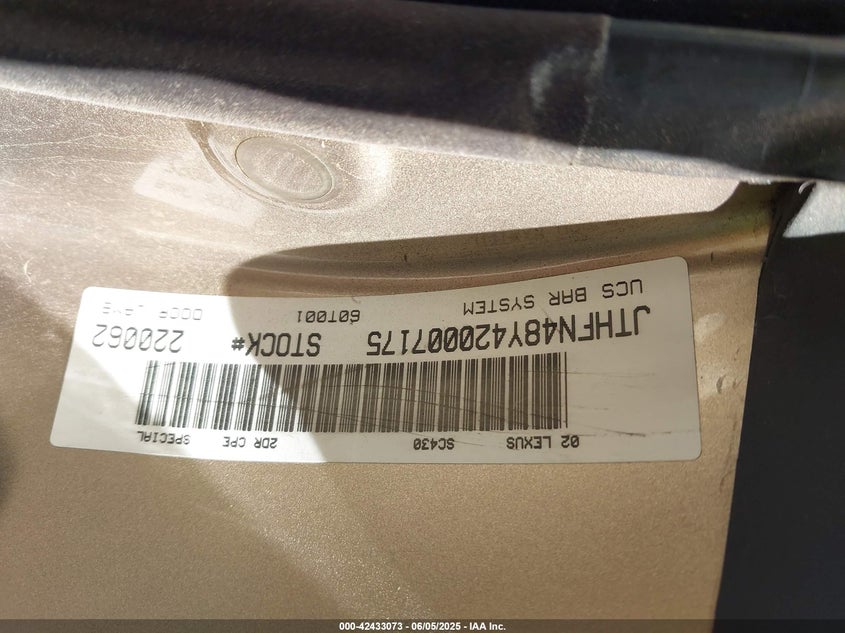 02 LEXUS SC430 2DR CPE SPECIAL
JTHFN48Y420007175 STOCK# 220062
UCS BAR SYSTEM 60T001
000-42433073 - 06/05/2025 - IAA Inc.